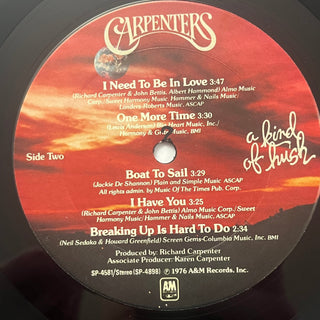 CARPENTERS
I Need To Be In Love 3:47
(Richard Carpenter & John Bettis, Albert Hammond) Almo Music
Corp./Sweet Harmony Music, Hammer & Nails Music,
Landers-Roberts Music, ASCAP
One More Time 3:30
(Lewis Anderson) Music, Inc./
Harmony & Music, BMI
Side Two
a kind
of hush
Boat to Sail 3:29
(Jackie De Shannon) Plain and Simple Music ASCAP
All rights admin. by Music Of The Times Pub. Corp.
I Have You 3:25
(Richard Carpenter & John Bettis) Almo Music Corp./Sweet
Harmony Music/Hammer & Nails Music, ASCAP
Breaking Up Is Hard To Do 2:34
(Neil Sedaka & Howard Greenfield) Screen Gems-Columbia Music, Inc. BMI
Produced by: Richard Carpenter
Associate Producer: Karen Carpenter
SP-4581/Stereo (SP-4898) ℗ 1976 A&M Records, Inc.
A&M